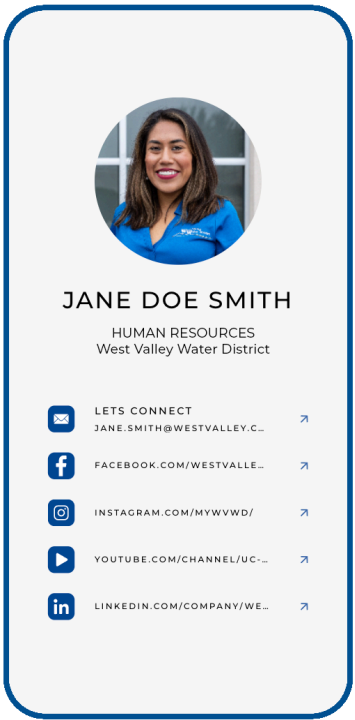 JANE DOE SMITH
HUMAN RESOURCES
West Valley Water District
LETS CONNECT
JANE.SMITH@WESTVALLEY.C...
FACEBOOK.COM/WESTVALLE...
INSTAGRAM.COM/MYWVWD/
YOUTUBE.COM/CHANNEL/UC-...
LINKEDIN.COM/COMPANY/WE...